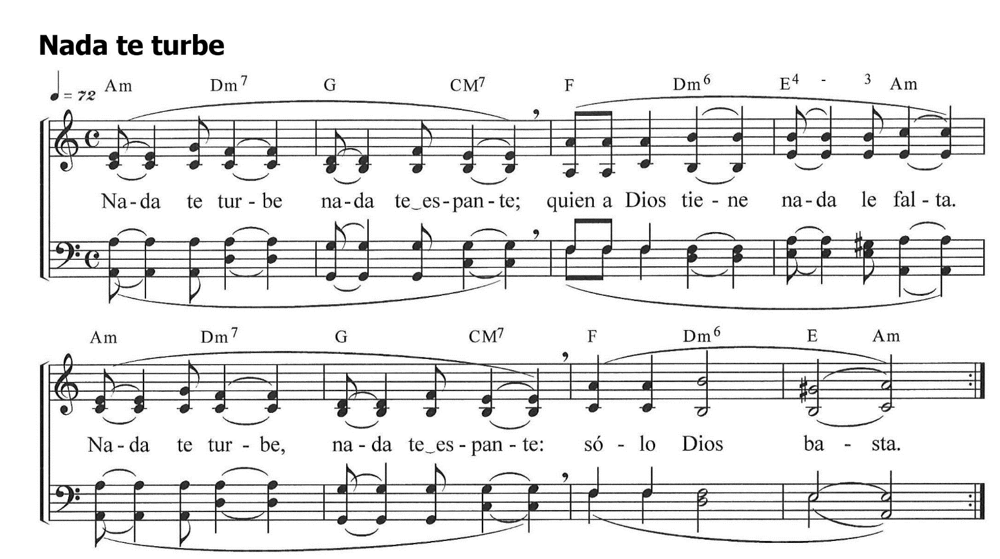 Nada te turbe
♩ = 72 Am Dm7 G CM7 F Dm6 E4 - 3 Am
Na - da te tur - be na - da te‿es - pan - te; quien a Dios tie - ne na - da le fal - ta.
Am Dm7 G CM7 F Dm6 E Am
Na - da te tur - be, na - da te‿es - pan - te: só - lo Dios ba - sta.